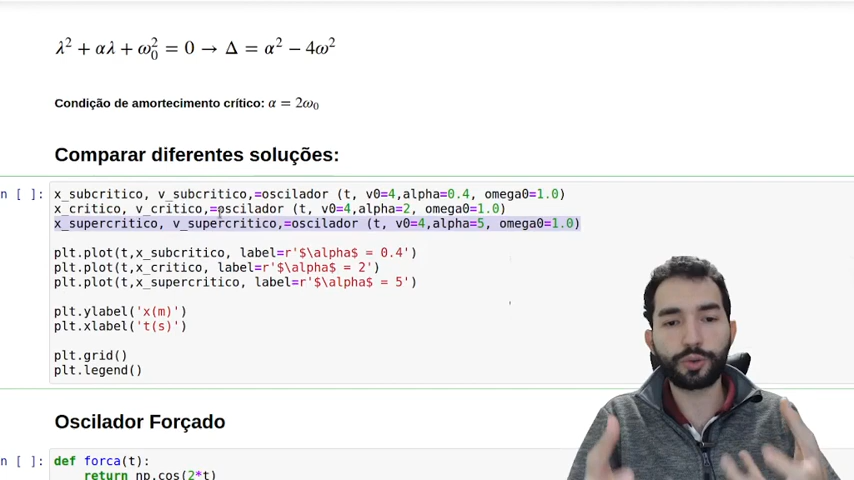 λ² + αλ + ω₀² = 0 → Δ = α² − 4ω²
Condição de amortecimento crítico: α = 2ω₀
Comparar diferentes soluções:
n [ ]:
x_subcritico, v_subcritico,=oscilador (t, v0=4,alpha=0.4, omega0=1.0)
x_critico, v_critico,=oscilador (t, v0=4,alpha=2, omega0=1.0)
x_supercritico, v_supercritico,=oscilador (t, v0=4,alpha=5, omega0=1.0)
plt.plot(t,x_subcritico, label=r'$\alpha$ = 0.4')
plt.plot(t,x_critico, label=r'$\alpha$ = 2')
plt.plot(t,x_supercritico, label=r'$\alpha$ = 5')
plt.ylabel('x(m)')
plt.xlabel('t(s)')
plt.grid()
plt.legend()
Oscilador Forçado
n [ ]:
def forca(t):
return np.cos(2*t)